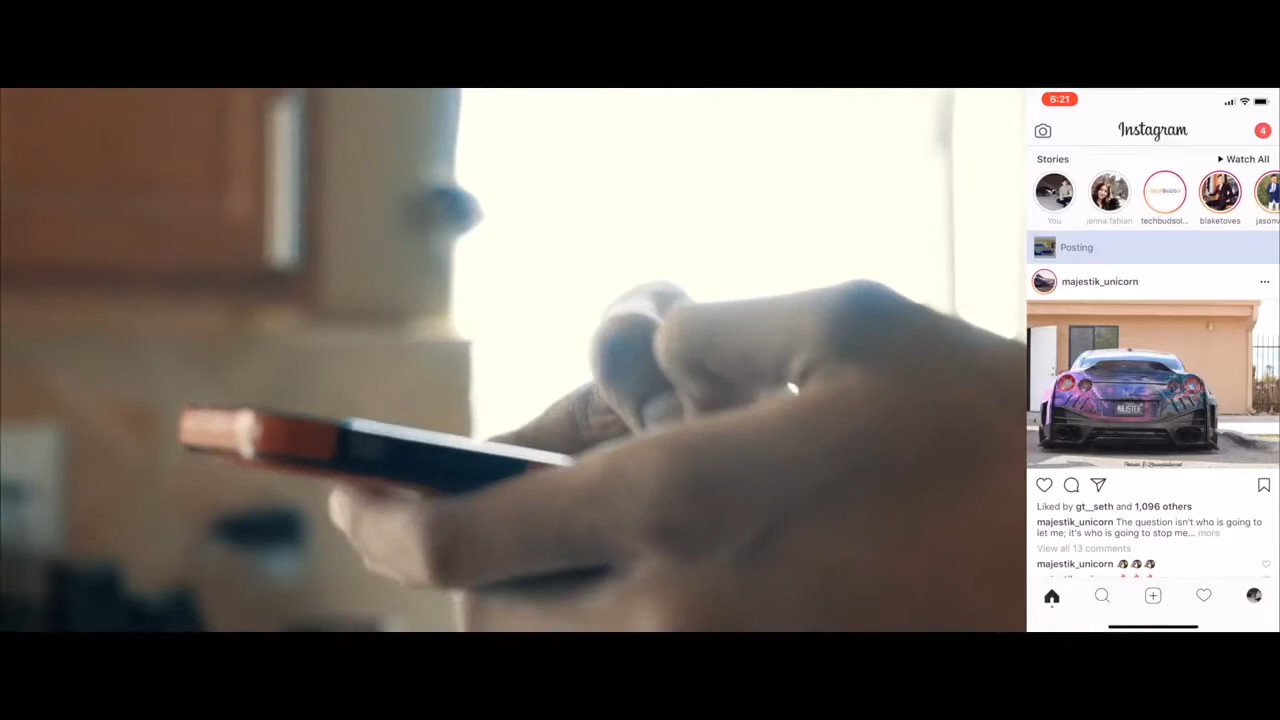 6:21
Instagram
4
Stories
Watch All
You
jenna.fabian
techbudsol...
blaketoves
jasonv
Posting
majestik_unicorn
MAJSTEK
Liked by gt__seth and 1,096 others
majestik_unicorn The question isn't who is going to
let me; it's who is going to stop me... more
View all 13 comments
majestik_unicorn